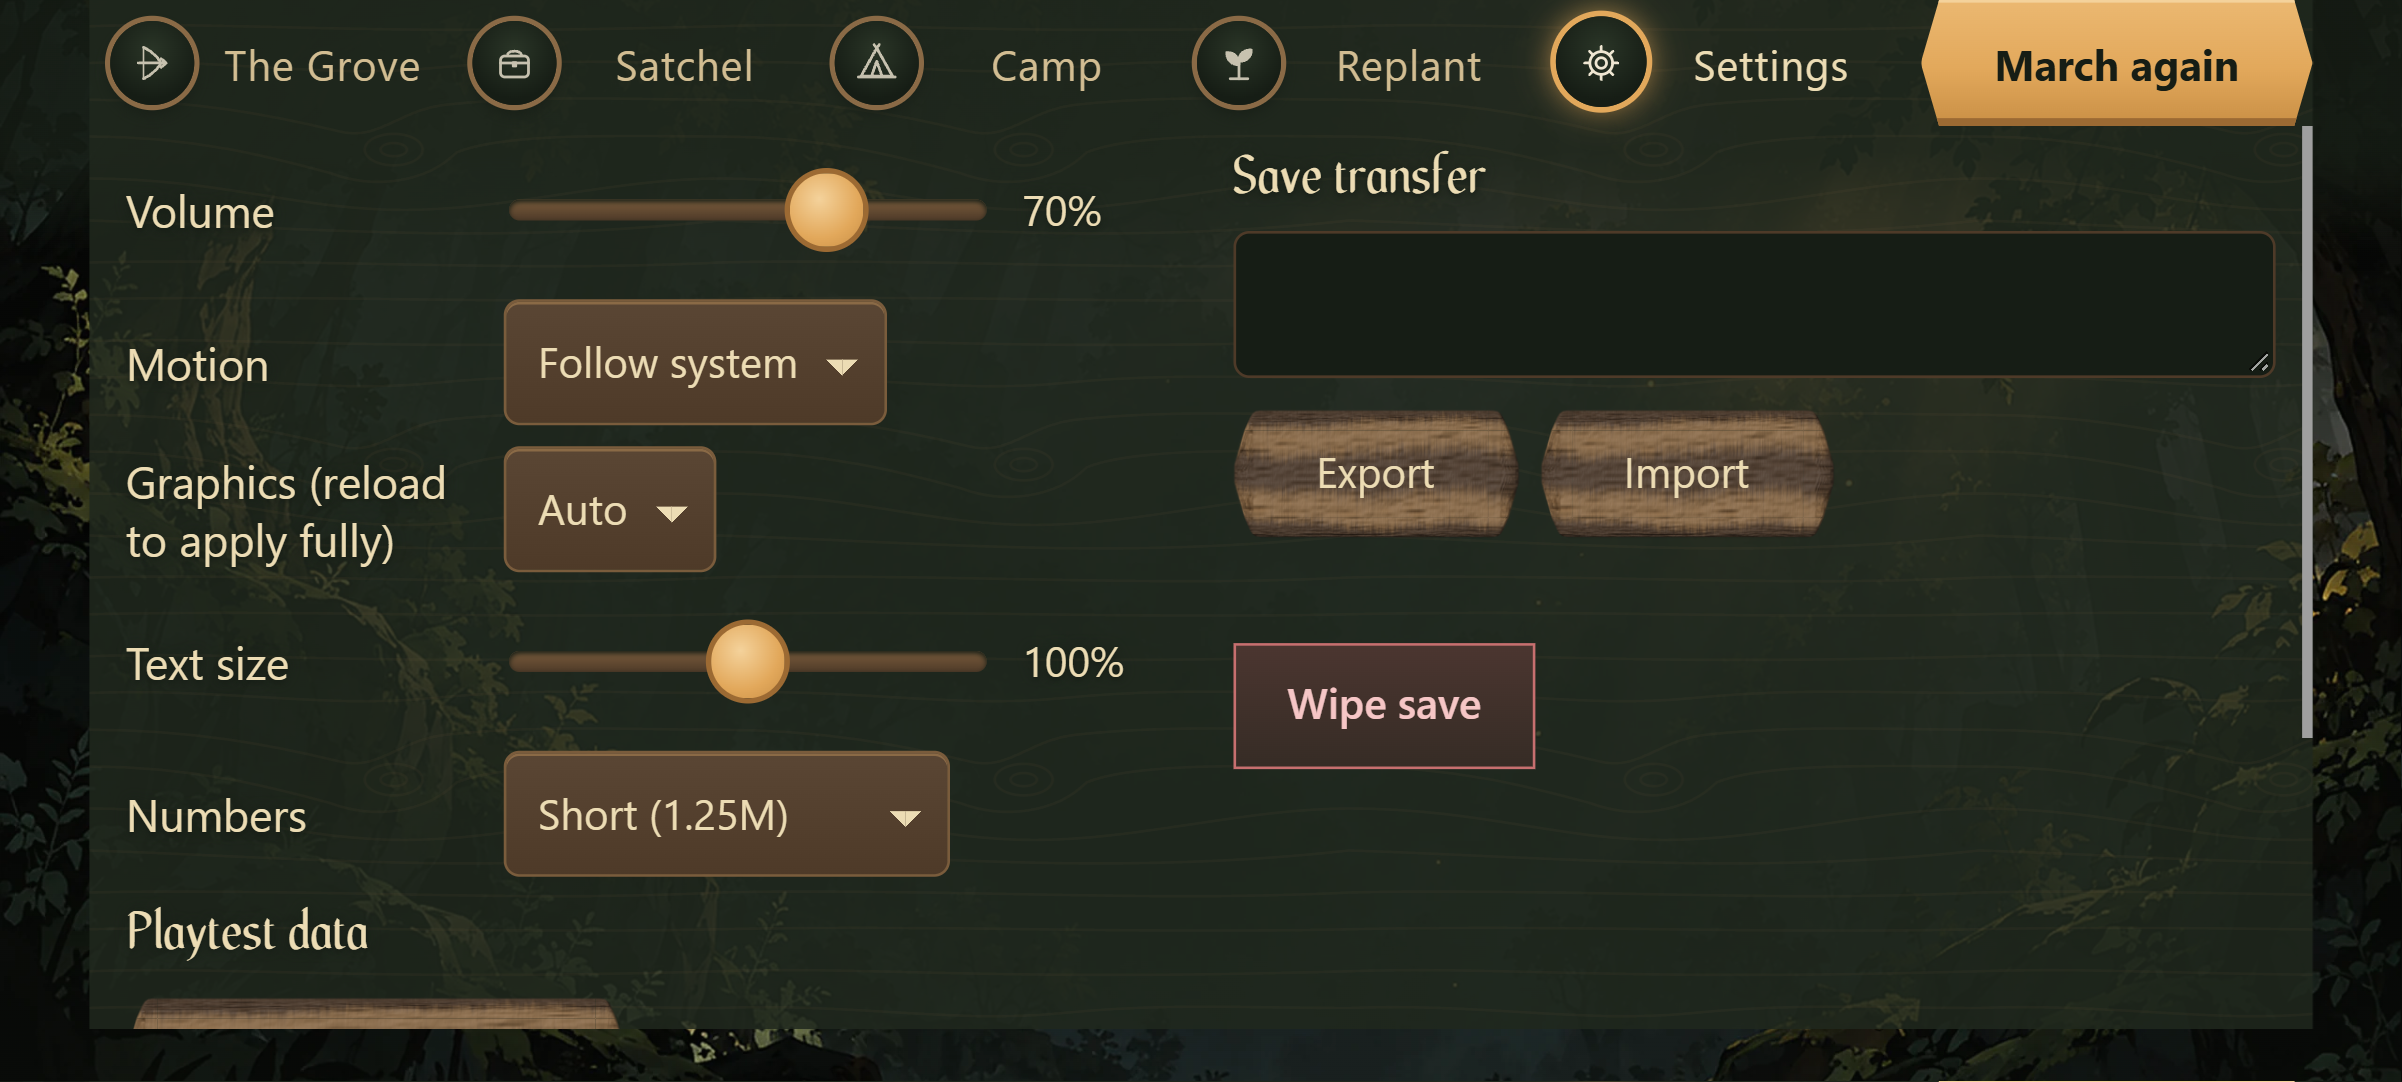 The Grove
Satchel
Camp
Replant
Settings
March again
Volume
70%
Motion
Follow system
Graphics (reload
to apply fully)
Auto
Text size
100%
Numbers
Short (1.25M)
Playtest data
Save transfer
Export
Import
Wipe save